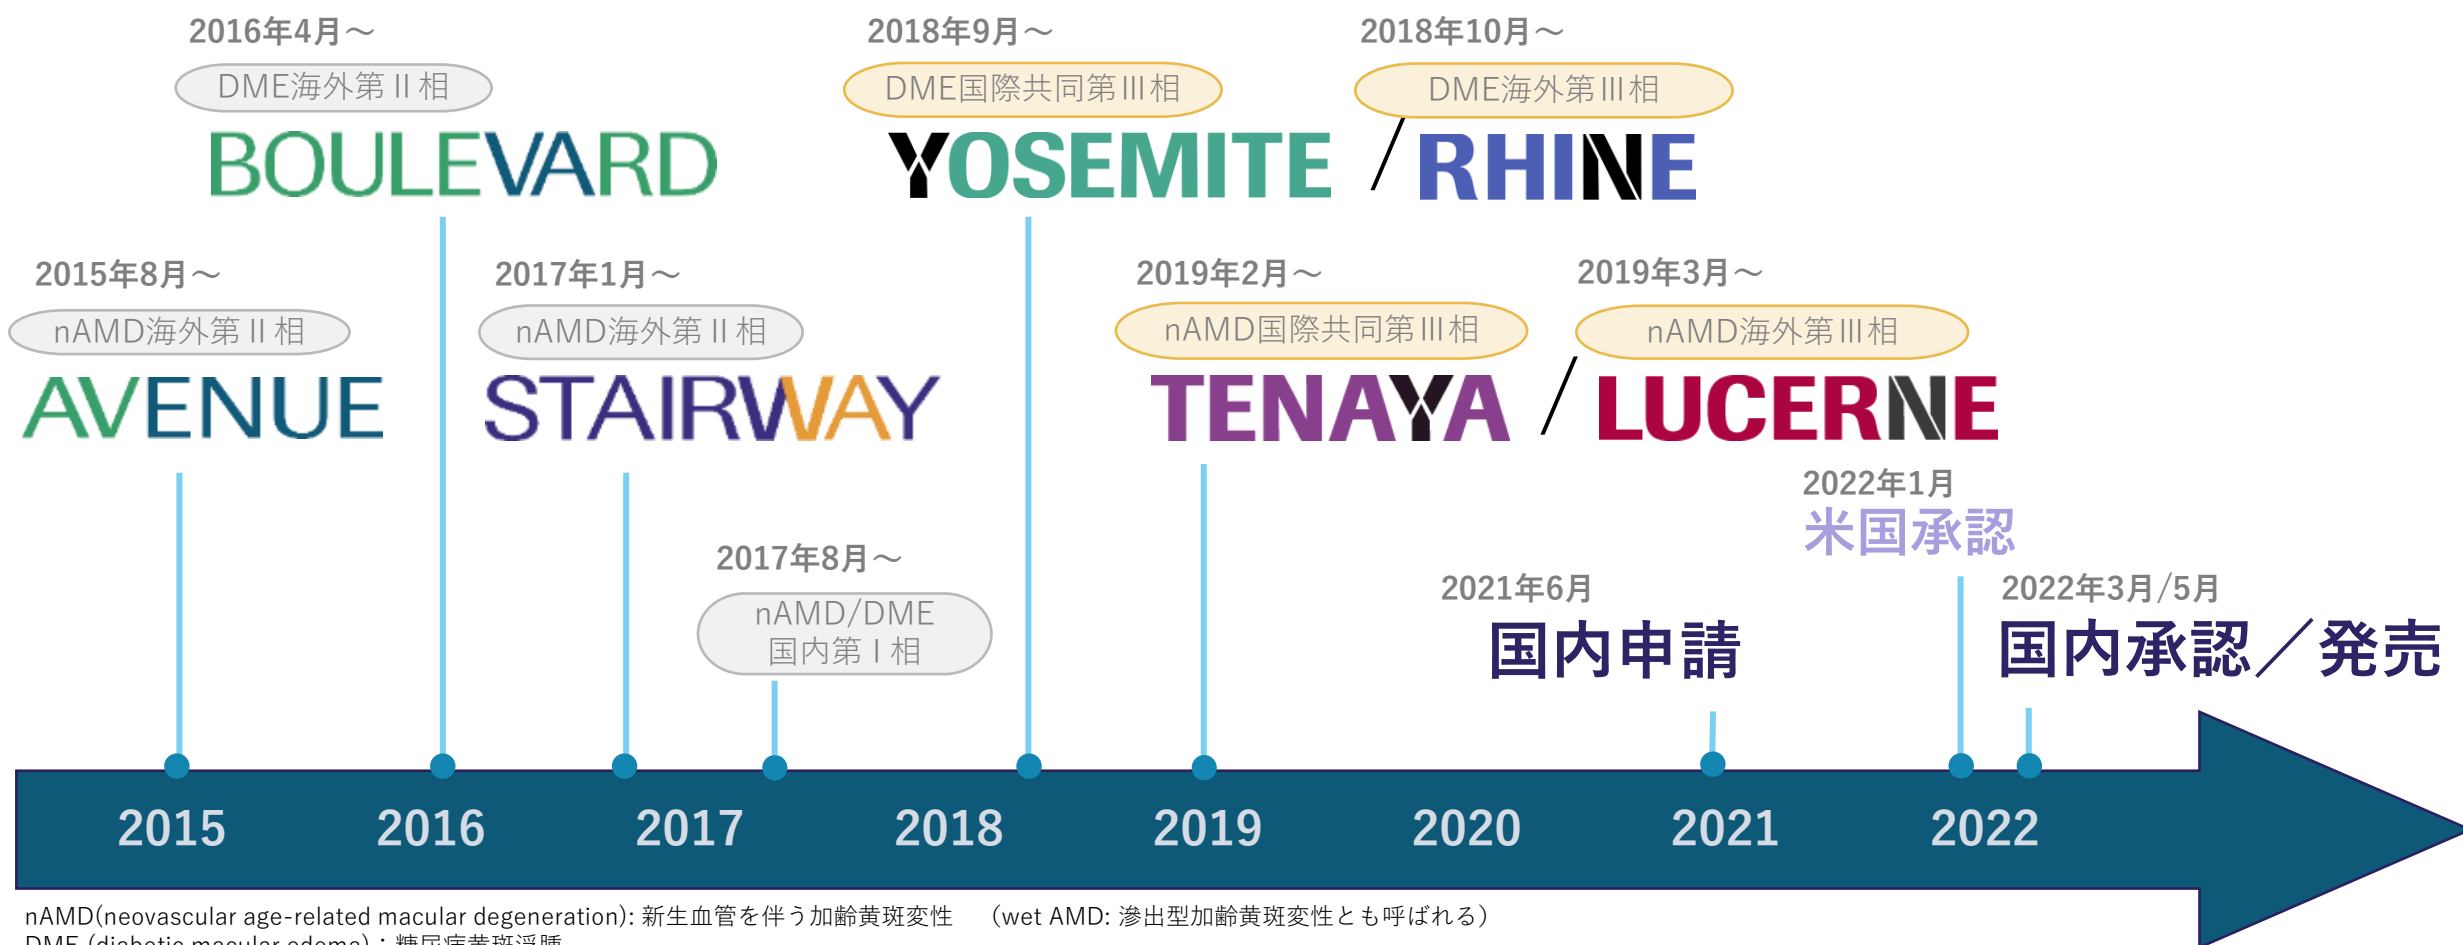 2016年4月～
DME海外第Ⅱ相
BOULEVARD
2018年9月～
DME国際共同第Ⅲ相
YOSEMITE
/
2018年10月～
DME海外第Ⅲ相
RHINE
2015年8月～
nAMD海外第Ⅱ相
AVENUE
2017年1月～
nAMD海外第Ⅱ相
STAIRWAY
2019年2月～
nAMD国際共同第Ⅲ相
TENAYA
/
2019年3月～
nAMD海外第Ⅲ相
LUCERNE
2017年8月～
nAMD/DME
国内第Ⅰ相
2021年6月
国内申請
2022年1月
米国承認
2022年3月/5月
国内承認／発売
2015 2016 2017 2018 2019 2020 2021 2022
nAMD(neovascular age-related macular degeneration): 新生血管を伴う加齢黄斑変性　（wet AMD: 滲出型加齢黄斑変性とも呼ばれる）
DME (diabetic macular edema)：糖尿病黄斑浮腫